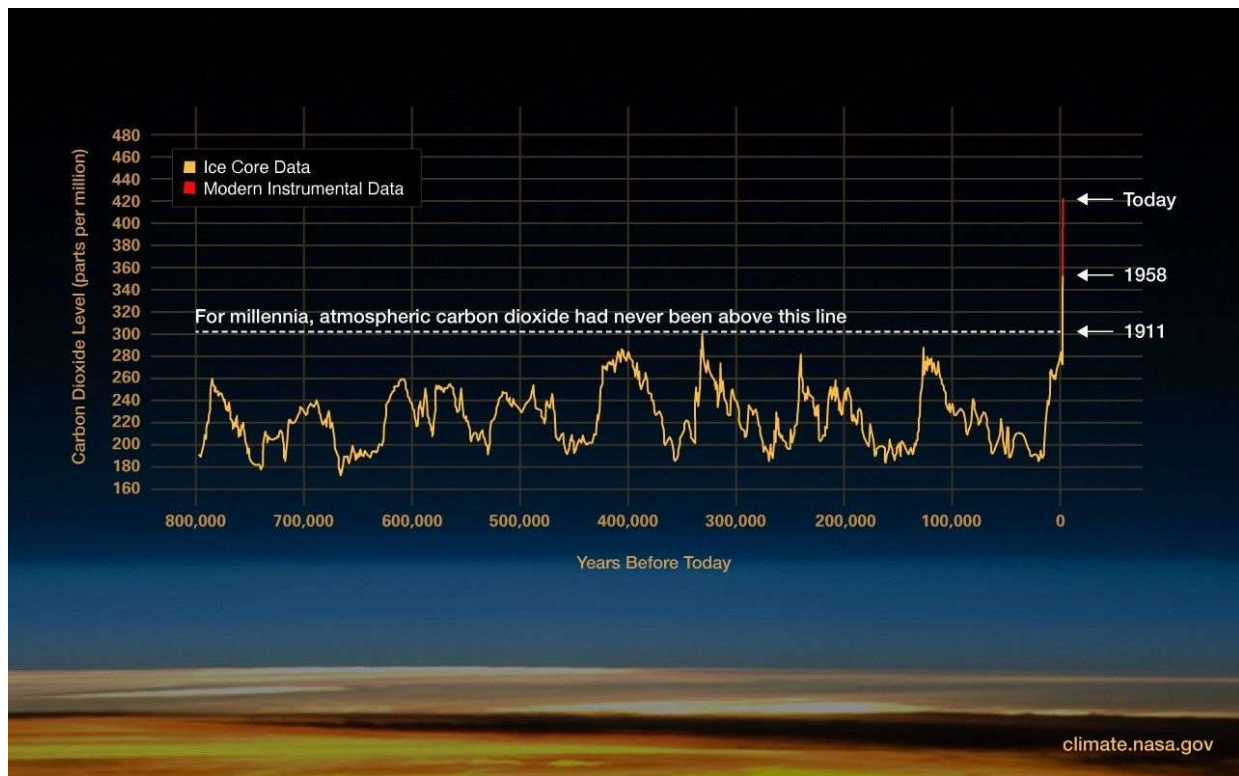 Carbon Dioxide Level (parts per million)
480
460
440
420
400
380
360
340
320
300
280
260
240
220
200
180
160
Ice Core Data
Modern Instrumental Data
Today
1958
1911
For millennia, atmospheric carbon dioxide had never been above this line
800,000 700,000 600,000 500,000 400,000 300,000 200,000 100,000 0
Years Before Today
climate.nasa.gov